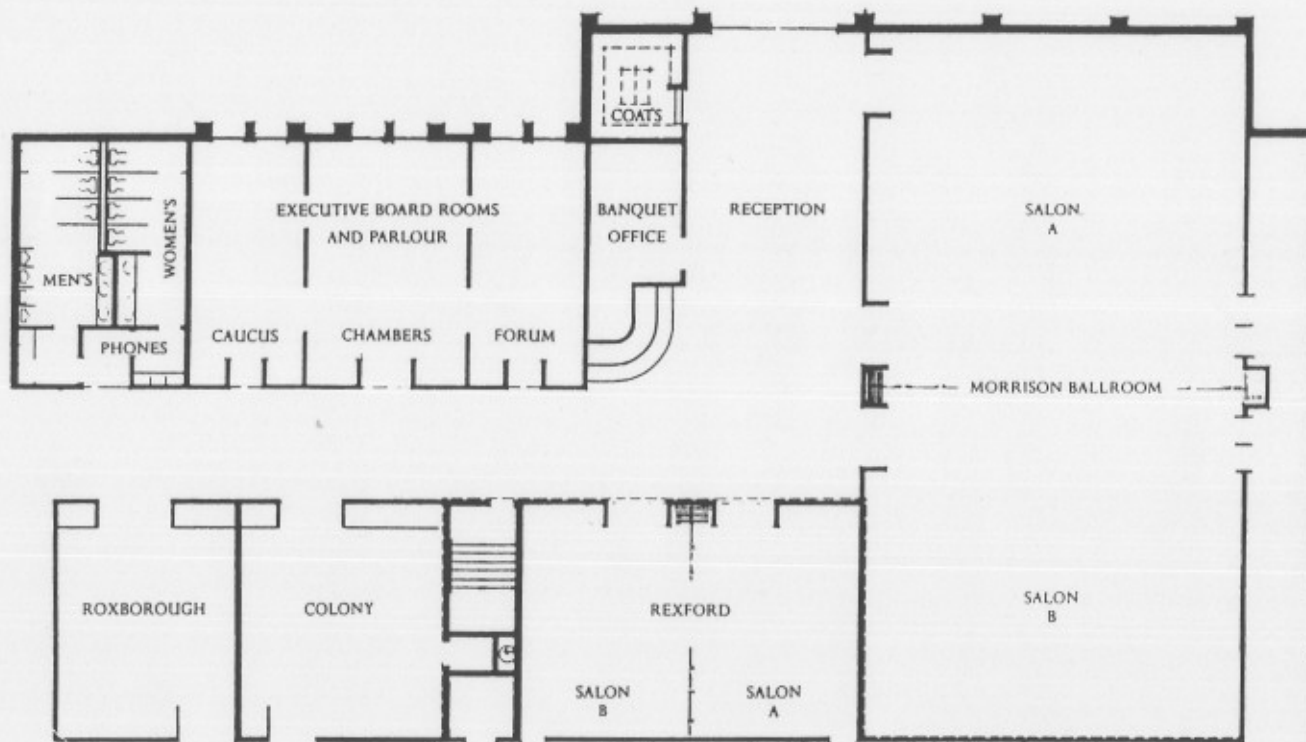 COATS
EXECUTIVE BOARD ROOMS
AND PARLOUR
BANQUET
OFFICE
RECEPTION
SALON
A
WOMEN'S
MEN'S
PHONES
CAUCUS
CHAMBERS
FORUM
MORRISON BALLROOM
ROXBOROUGH
COLONY
REXFORD
SALON
B
SALON
B
SALON
A